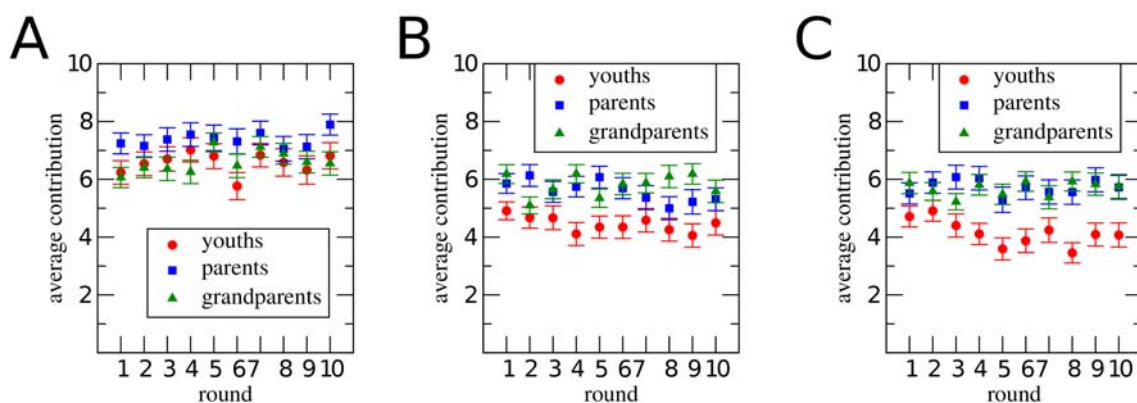 A
average contribution
10
8
6
4
2
youths
parents
grandparents
1 2 3 4 5 67 8 9 10
round
B
average contribution
10
8
6
4
2
youths
parents
grandparents
1 2 3 4 5 67 8 9 10
round
C
average contribution
10
8
6
4
2
youths
parents
grandparents
1 2 3 4 5 6 7 8 9 10
round